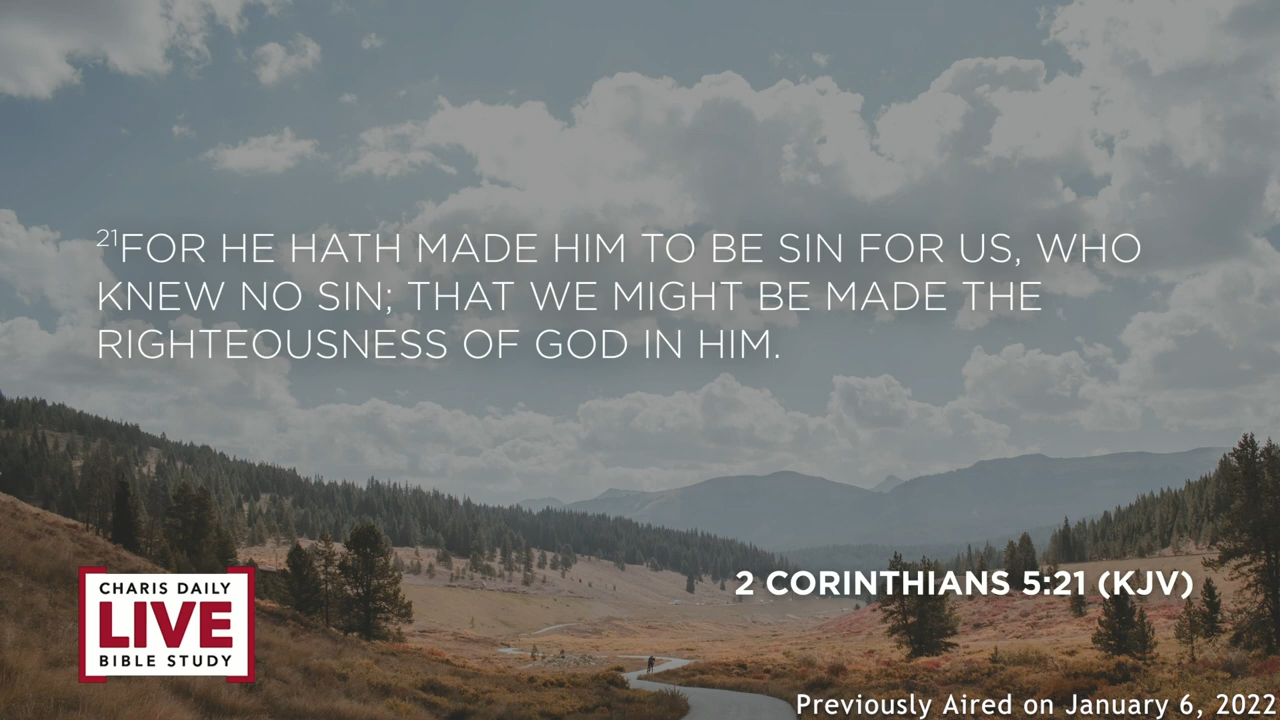 21FOR HE HATH MADE HIM TO BE SIN FOR US, WHO
KNEW NO SIN; THAT WE MIGHT BE MADE THE
RIGHTEOUSNESS OF GOD IN HIM.
2 CORINTHIANS 5:21 (KJV)
CHARIS DAILY
LIVE
BIBLE STUDY
Previously Aired on January 6, 2022